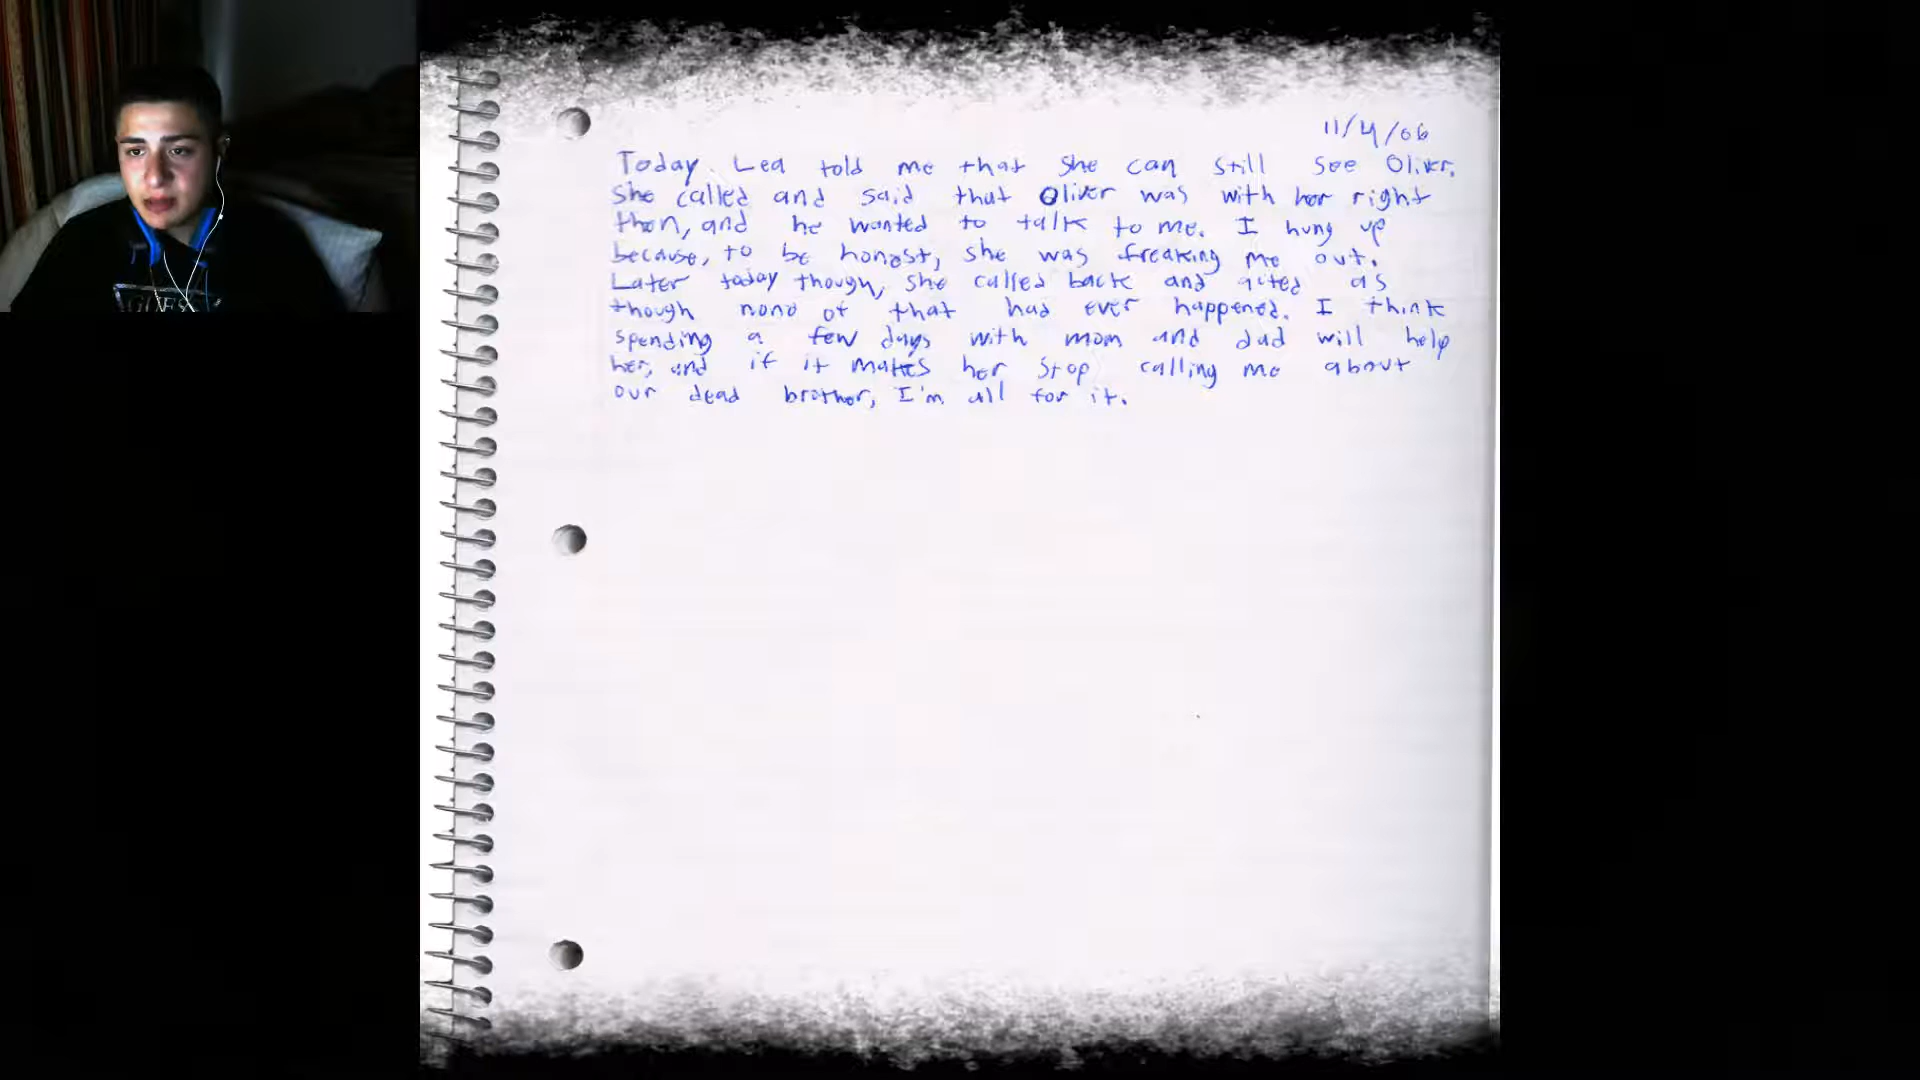 11/4/06
Today Lea told me that she can still see Oliver.
She called and said that Oliver was with her right
then, and he wanted to talk to me. I hung up
because, to be honest, she was freaking me out.
Later today though, she called back and acted as
though none of that had ever happened. I think
spending a few days with mom and dad will help
her, and if it makes her stop calling me about
our dead brother, I'm all for it.
GUESS